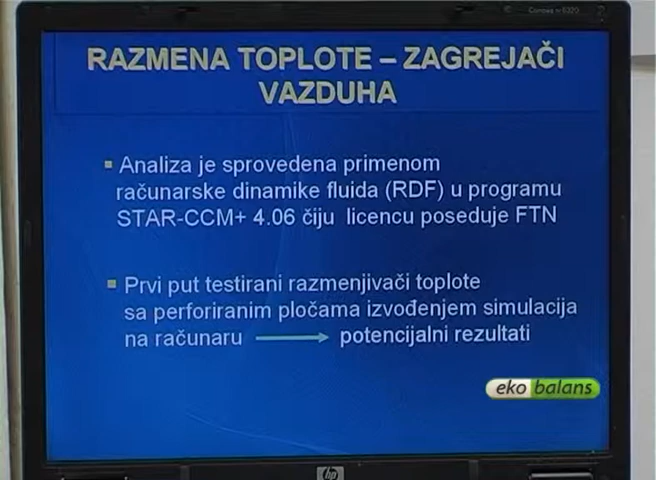 RAZMENA TOPLOTE – ZAGREJAČI
VAZDUHA
Analiza je sprovedena primenom
računarske dinamike fluida (RDF) u programu
STAR-CCM+ 4.06 čiju licencu poseduje FTN
Prvi put testirani razmenjivači toplote
sa perforiranim pločama izvođenjem simulacija
na računaru → potencijalni rezultati
eko balans
hp